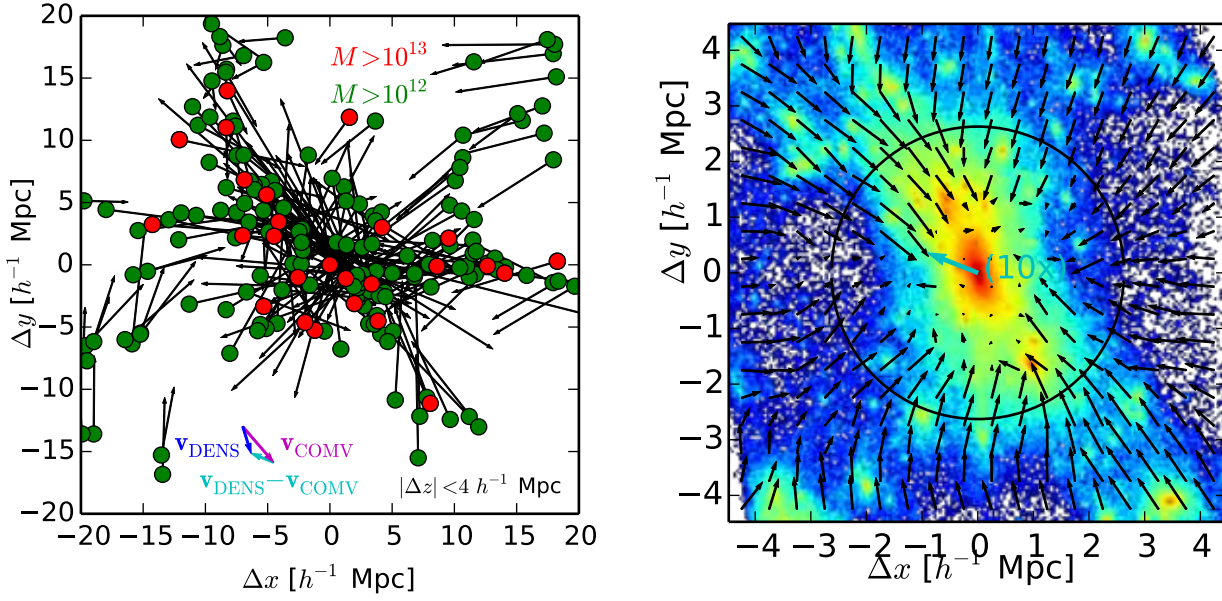 20
15
10
5
0
−5
−10
−15
−20
Δy [h⁻¹ Mpc]
M>10¹³
M>10¹²
v_DENS
v_COMV
v_DENS−v_COMV
|Δz|<4 h⁻¹ Mpc
−20 −15 −10 −5 0 5 10 15 20
Δx [h⁻¹ Mpc]
4
3
2
1
0
−1
−2
−3
−4
Δy [h⁻¹ Mpc]
(10x)
−4 −3 −2 −1 0 1 2 3 4
Δx [h⁻¹ Mpc]